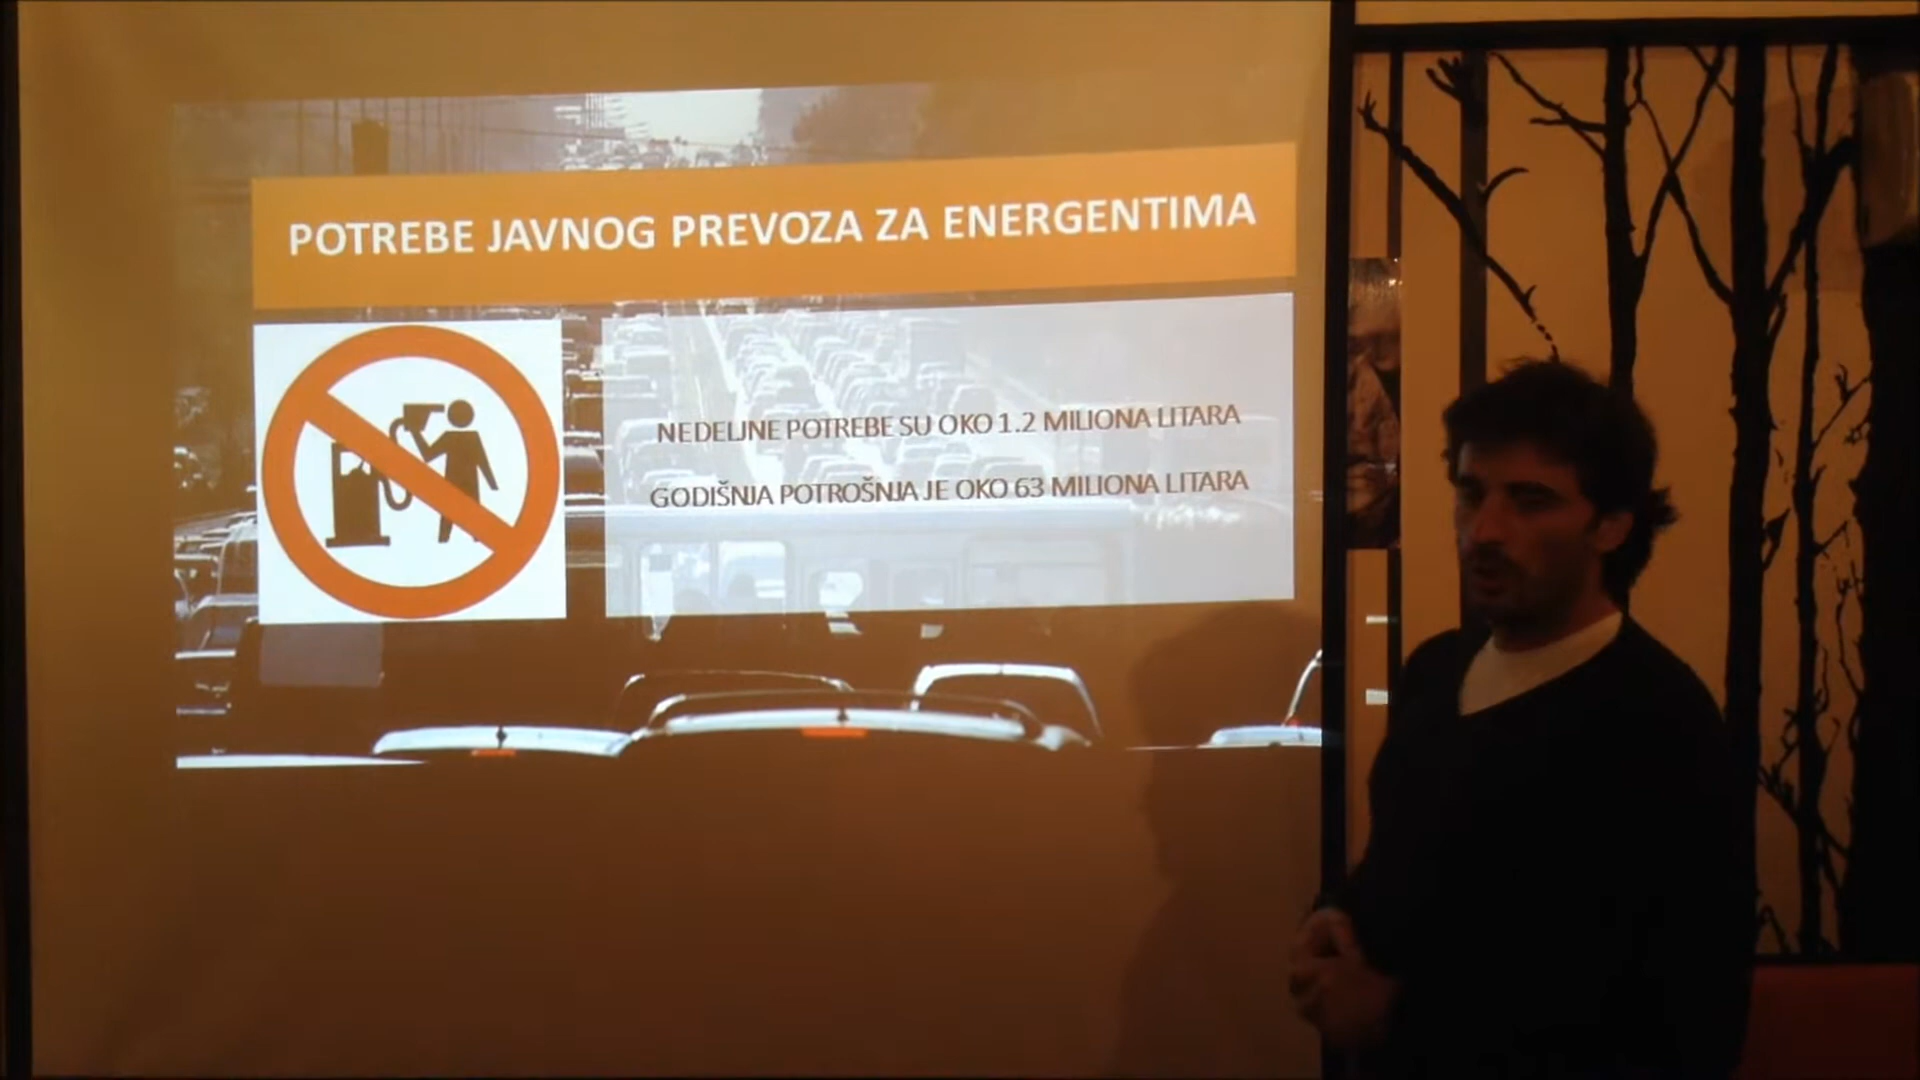 POTREBE JAVNOG PREVOZA ZA ENERGENTIMA
NEDELJNE POTREBE SU OKO 1.2 MILIONA LITARA
GODIŠNJA POTROŠNJA JE OKO 63 MILIONA LITARA